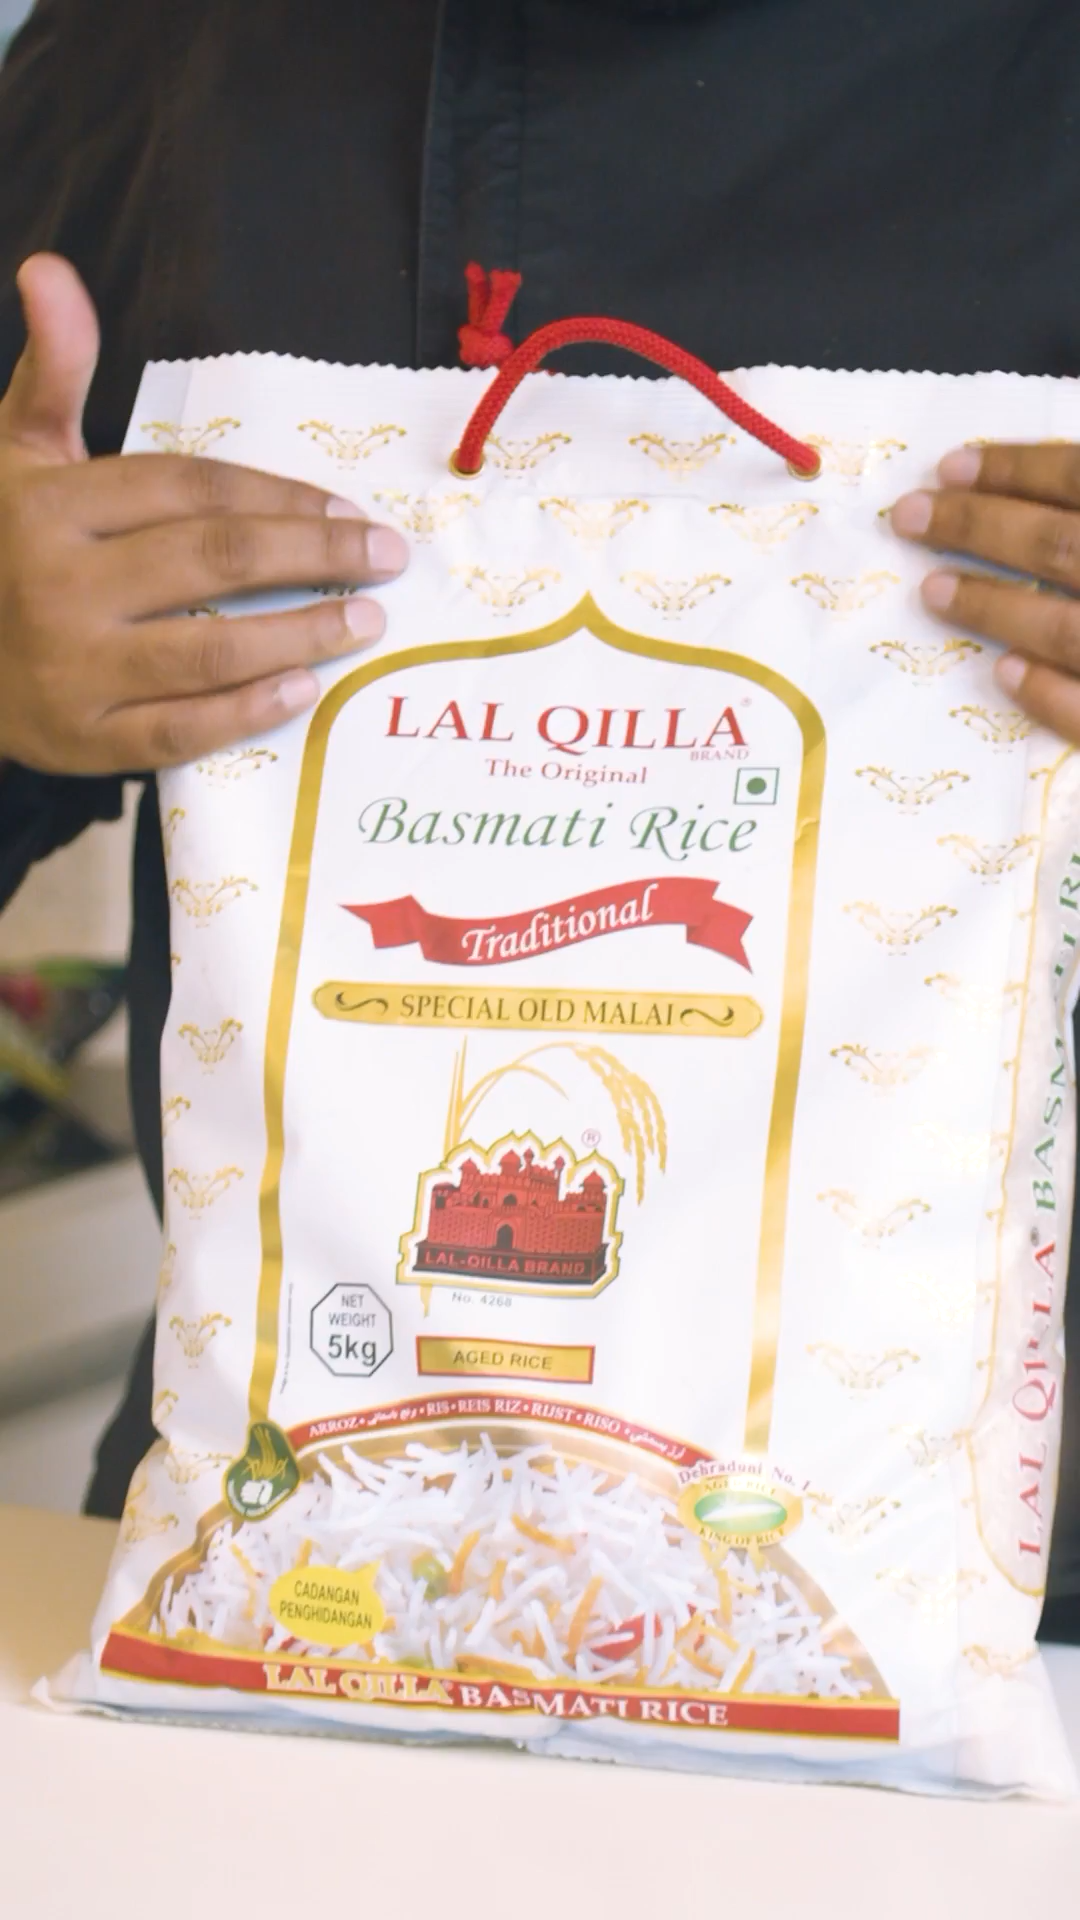 LAL QILLA®
BRAND
The Original
Basmati Rice
Traditional
SPECIAL OLD MALAI
®
LAL-QILLA BRAND
No. 4268
NET
WEIGHT
5kg
AGED RICE
ARROZ • RIS • REIS RIZ • RIJST • RISO •
Dehraduni No. 1
AGED RICE
KING OF RICE
CADANGAN
PENGHIDANGAN
LAL QILLA® BASMATI RICE
LAL QILLA® BASMATI RI